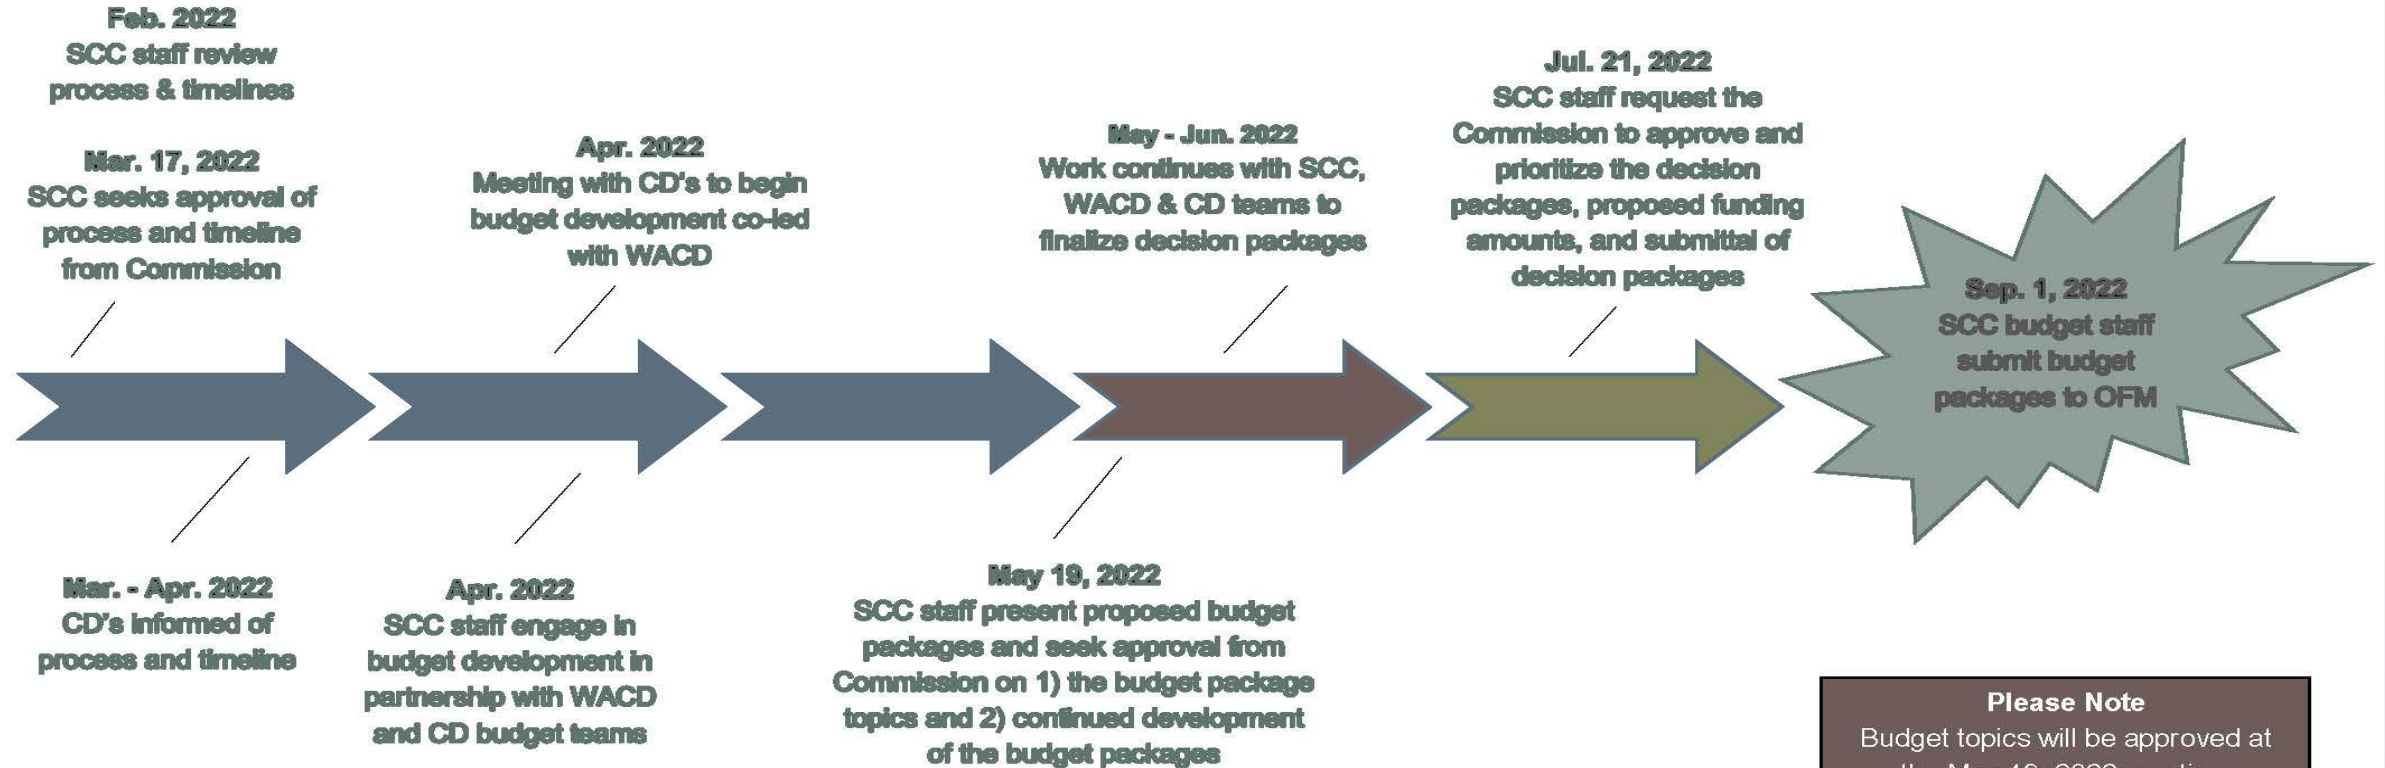 Feb. 2022
SCC staff review
process & timelines
Mar. 17, 2022
SCC seeks approval of
process and timeline
from Commission
Apr. 2022
Meeting with CD's to begin
budget development co-led
with WACD
May - Jun. 2022
Work continues with SCC,
WACD & CD teams to
finalize decision packages
Jul. 21, 2022
SCC staff request the
Commission to approve and
prioritize the decision
packages, proposed funding
amounts, and submittal of
decision packages
Sep. 1, 2022
SCC budget staff
submit budget
packages to OFM
Mar. - Apr. 2022
CD's informed of
process and timeline
Apr. 2022
SCC staff engage in
budget development in
partnership with WACD
and CD budget teams
May 19, 2022
SCC staff present proposed budget
packages and seek approval from
Commission on 1) the budget package
topics and 2) continued development
of the budget packages
Please Note
Budget topics will be approved at
the May 19, 2022 meeting